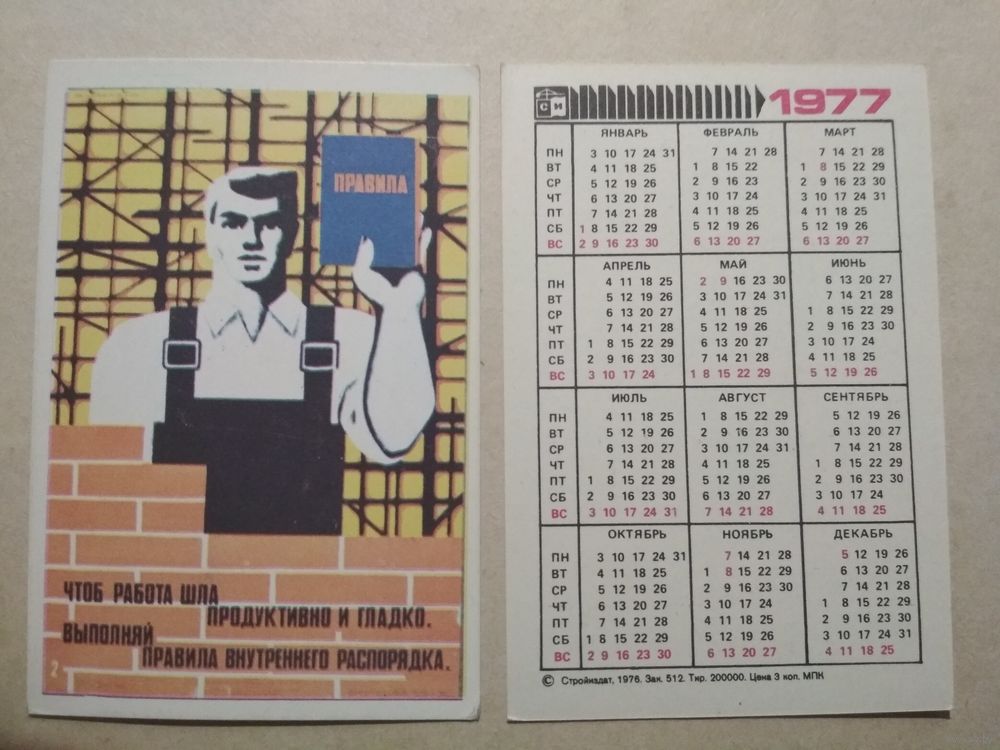 ПРАВИЛА
ЧТОБ РАБОТА ШЛА
ПРОДУКТИВНО И ГЛАДКО.
ВЫПОЛНЯЙ
ПРАВИЛА ВНУТРЕННЕГО РАСПОРЯДКА.
2
СИ 1977
ЯНВАРЬ ФЕВРАЛЬ МАРТ
ПН 3 10 17 24 31 7 14 21 28 7 14 21 28
ВТ 4 11 18 25 1 8 15 22 1 8 15 22 29
СР 5 12 19 26 2 9 16 23 2 9 16 23 30
ЧТ 6 13 20 27 3 10 17 24 3 10 17 24 31
ПТ 7 14 21 28 4 11 18 25 4 11 18 25
СБ 1 8 15 22 29 5 12 19 26 5 12 19 26
ВС 2 9 16 23 30 6 13 20 27 6 13 20 27
АПРЕЛЬ МАЙ ИЮНЬ
ПН 4 11 18 25 2 9 16 23 30 6 13 20 27
ВТ 5 12 19 26 3 10 17 24 31 7 14 21 28
СР 6 13 20 27 4 11 18 25 1 8 15 22 29
ЧТ 7 14 21 28 5 12 19 26 2 9 16 23 30
ПТ 1 8 15 22 29 6 13 20 27 3 10 17 24
СБ 2 9 16 23 30 7 14 21 28 4 11 18 25
ВС 3 10 17 24 1 8 15 22 29 5 12 19 26
ИЮЛЬ АВГУСТ СЕНТЯБРЬ
ПН 4 11 18 25 1 8 15 22 29 5 12 19 26
ВТ 5 12 19 26 2 9 16 23 30 6 13 20 27
СР 6 13 20 27 3 10 17 24 31 7 14 21 28
ЧТ 7 14 21 28 4 11 18 25 1 8 15 22 29
ПТ 1 8 15 22 29 5 12 19 26 2 9 16 23 30
СБ 2 9 16 23 30 6 13 20 27 3 10 17 24
ВС 3 10 17 24 31 7 14 21 28 4 11 18 25
ОКТЯБРЬ НОЯБРЬ ДЕКАБРЬ
ПН 3 10 17 24 31 7 14 21 28 5 12 19 26
ВТ 4 11 18 25 1 8 15 22 29 6 13 20 27
СР 5 12 19 26 2 9 16 23 30 7 14 21 28
ЧТ 6 13 20 27 3 10 17 24 1 8 15 22 29
ПТ 7 14 21 28 4 11 18 25 2 9 16 23 30
СБ 1 8 15 22 29 5 12 19 26 3 10 17 24 31
ВС 2 9 16 23 30 6 13 20 27 4 11 18 25
© Стройиздат, 1976. Зак. 512. Тир. 200000. Цена 3 коп. МПК